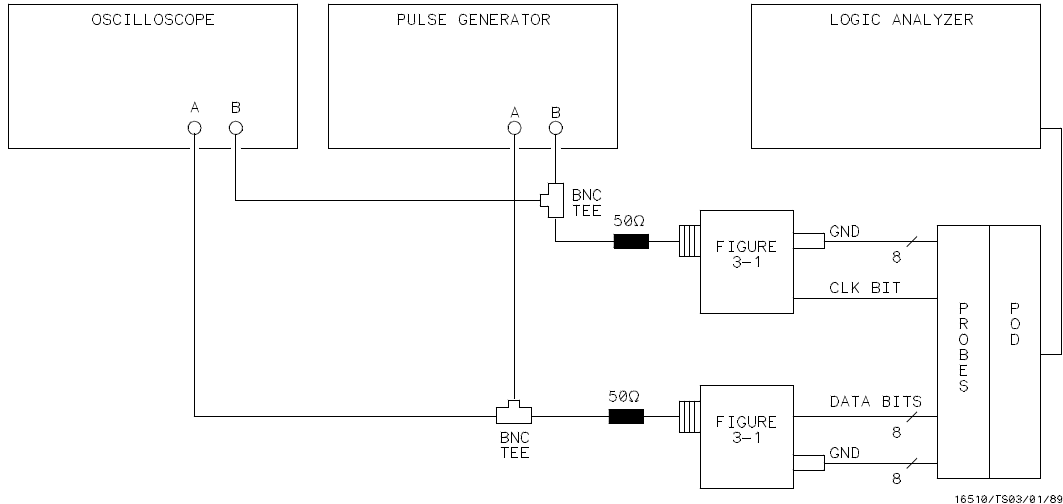 OSCILLOSCOPE
PULSE GENERATOR
LOGIC ANALYZER
A
B
A
B
BNC
TEE
50Ω
FIGURE
3-1
GND
8
CLK BIT
PROBES
POD
BNC
TEE
50Ω
FIGURE
3-1
DATA BITS
8
GND
8
16510/TS03/01/89